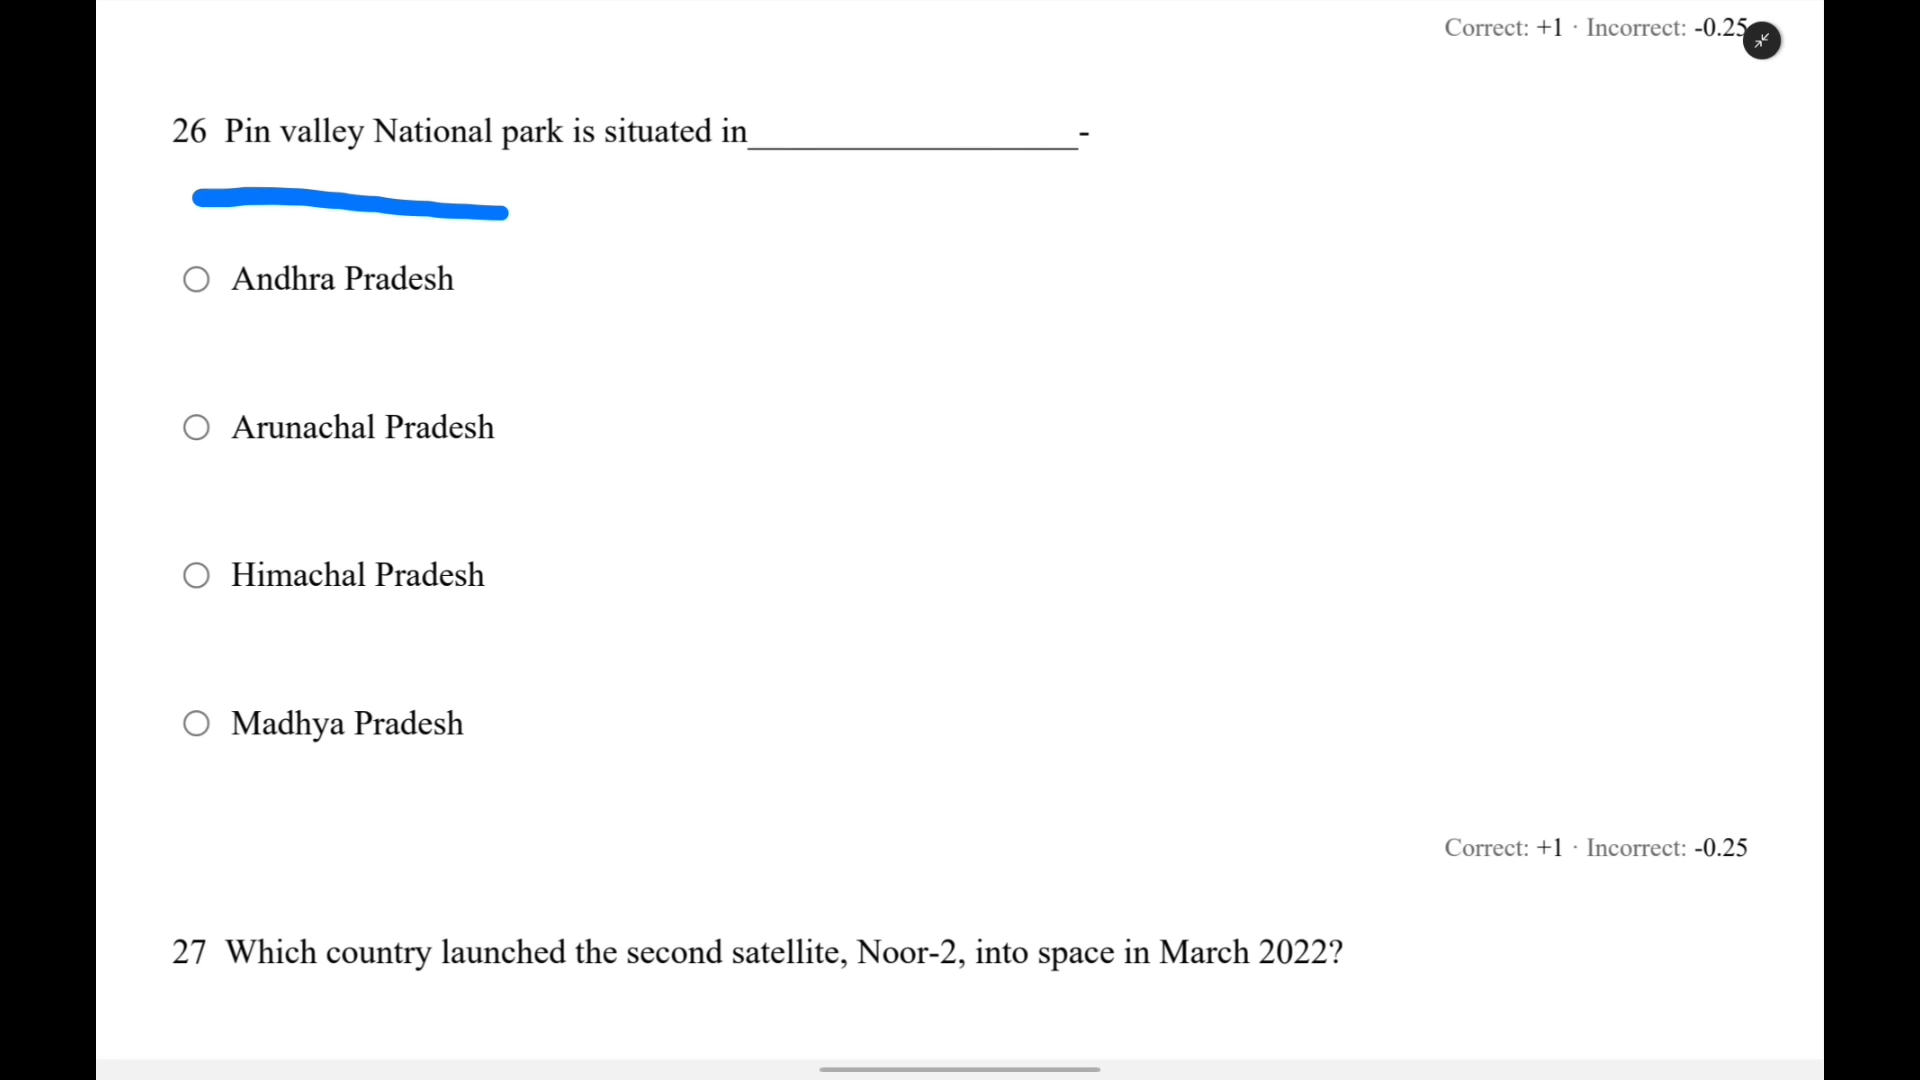 Correct: +1 · Incorrect: -0.25
26 Pin valley National park is situated in___________________-
Andhra Pradesh
Arunachal Pradesh
Himachal Pradesh
Madhya Pradesh
Correct: +1 · Incorrect: -0.25
27 Which country launched the second satellite, Noor-2, into space in March 2022?